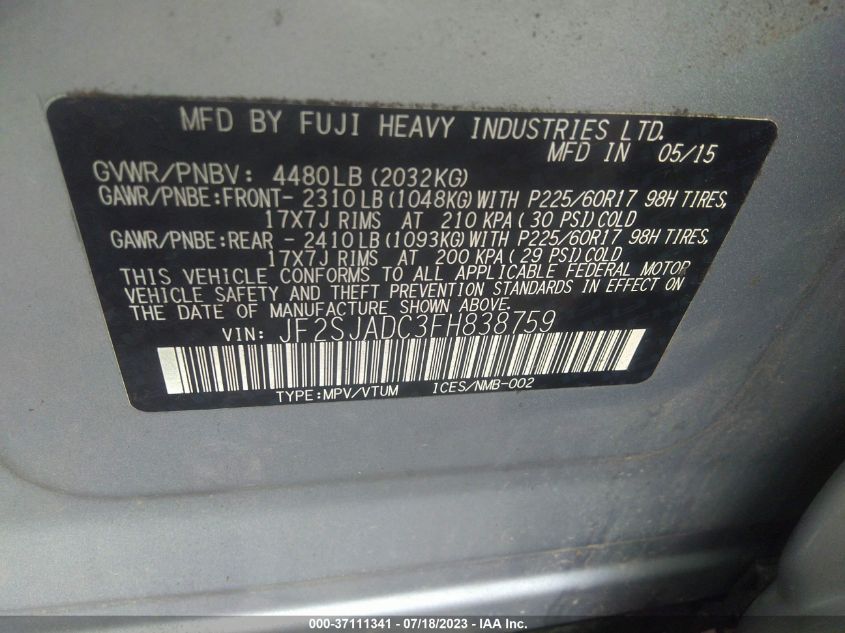 MFD BY FUJI HEAVY INDUSTRIES LTD.
MFD IN 05/15
GVWR/PNBV: 4480LB (2032KG)
GAWR/PNBE:FRONT- 2310 LB (1048KG) WITH P225/60R17 98H TIRES,
17X7J RIMS AT 210 KPA ( 30 PSI) COLD
GAWR/PNBE:REAR - 2410 LB (1093KG) WITH P225/60R17 98H TIRES,
17X7J RIMS AT 200 KPA ( 29 PSI) COLD
THIS VEHICLE CONFORMS TO ALL APPLICABLE FEDERAL MOTOR
VEHICLE SAFETY AND THEFT PREVENTION STANDARDS IN EFFECT ON
THE DATE OF MANUFACTURE SHOWN ABOVE.
VIN: JF2SJADC3FH838759
TYPE:MPV/VTUM ICES/NMB-002
000-37111341 - 07/18/2023 - IAA Inc.